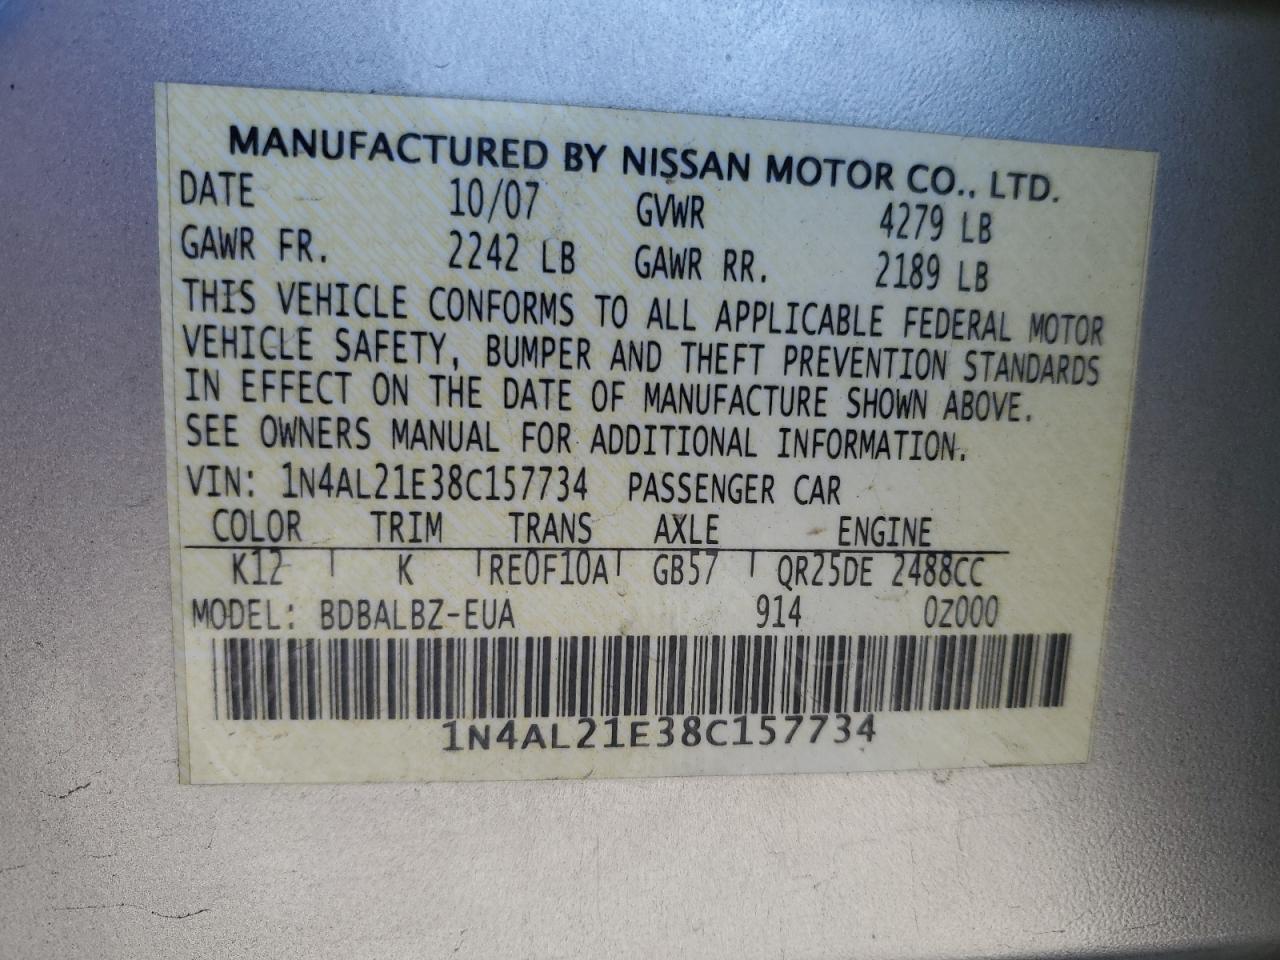 MANUFACTURED BY NISSAN MOTOR CO., LTD.
DATE 10/07 GVWR 4279 LB
GAWR FR. 2242 LB GAWR RR. 2189 LB
THIS VEHICLE CONFORMS TO ALL APPLICABLE FEDERAL MOTOR
VEHICLE SAFETY, BUMPER AND THEFT PREVENTION STANDARDS
IN EFFECT ON THE DATE OF MANUFACTURE SHOWN ABOVE.
SEE OWNERS MANUAL FOR ADDITIONAL INFORMATION.
VIN: 1N4AL21E38C157734 PASSENGER CAR
COLOR TRIM TRANS AXLE ENGINE
K12 K RE0F10A GB57 QR25DE 2488CC
MODEL: BDBALBZ-EUA 914 0Z000
1N4AL21E38C157734